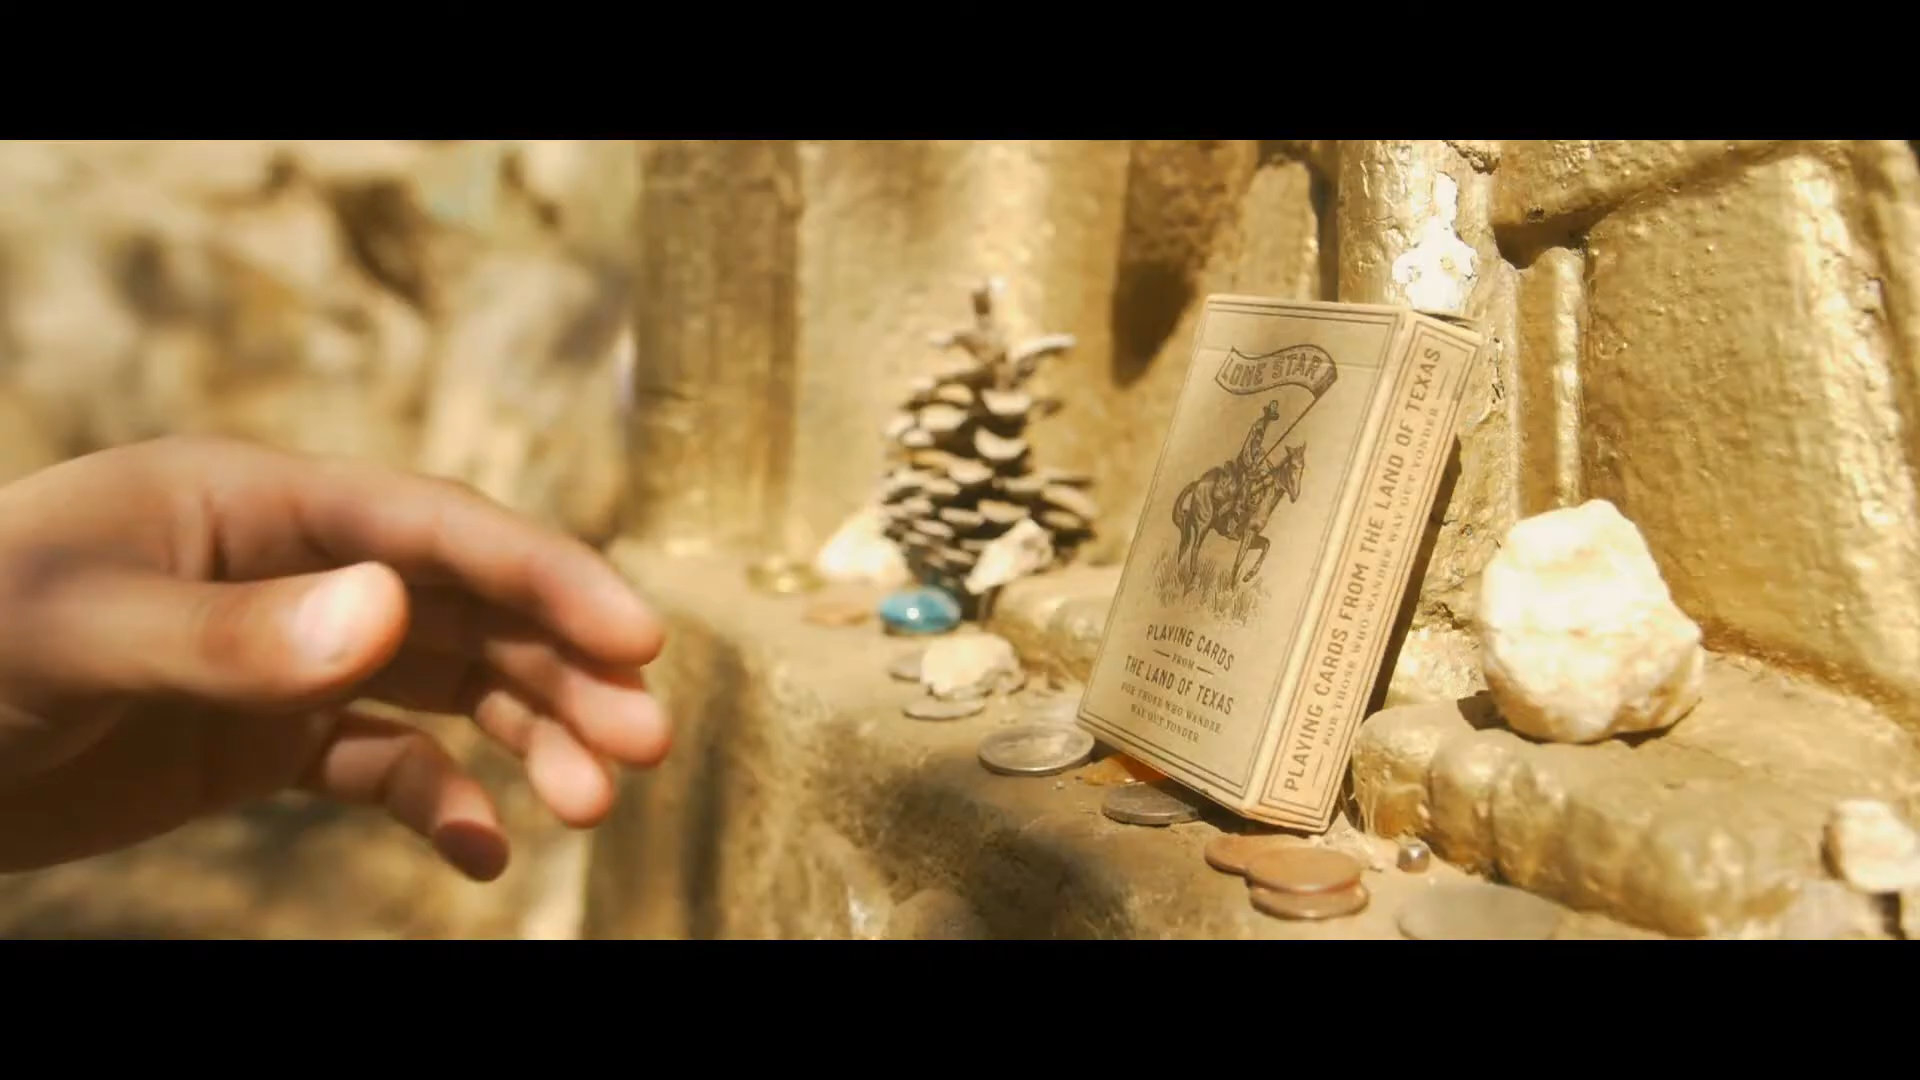 LONE STAR
PLAYING CARDS
FROM
THE LAND OF TEXAS
FOR THOSE WHO WANDER
WAY OUT YONDER
PLAYING CARDS FROM THE LAND OF TEXAS
FOR THOSE WHO WANDER WAY OUT YONDER